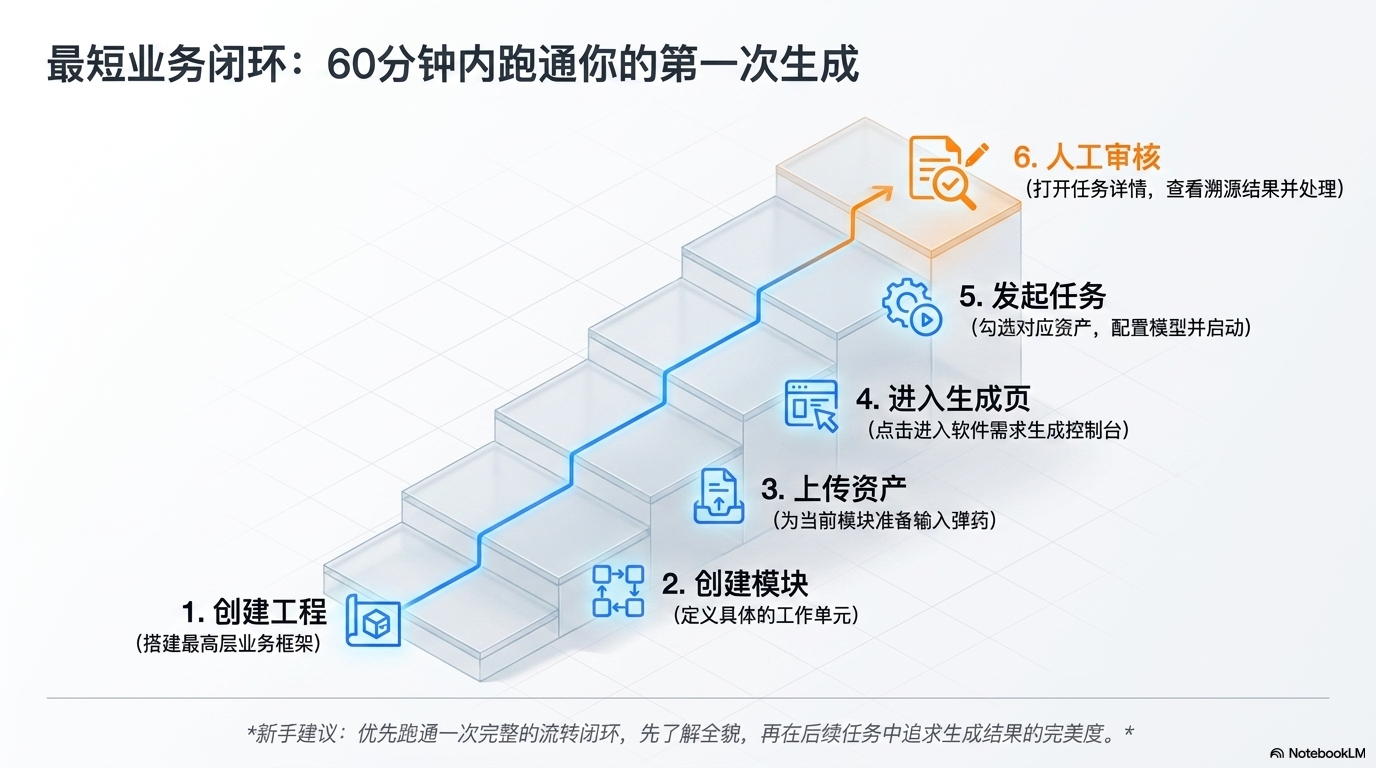 最短业务闭环：60分钟内跑通你的第一次生成
6. 人工审核
（打开任务详情，查看溯源结果并处理）
5. 发起任务
（勾选对应资产，配置模型并启动）
4. 进入生成页
（点击进入软件需求生成控制台）
3. 上传资产
（为当前模块准备输入弹药）
2. 创建模块
（定义具体的工作单元）
1. 创建工程
（搭建最高层业务框架）
*新手建议：优先跑通一次完整的流转闭环，先了解全貌，再在后续任务中追求生成结果的完美度。*
NotebookLM